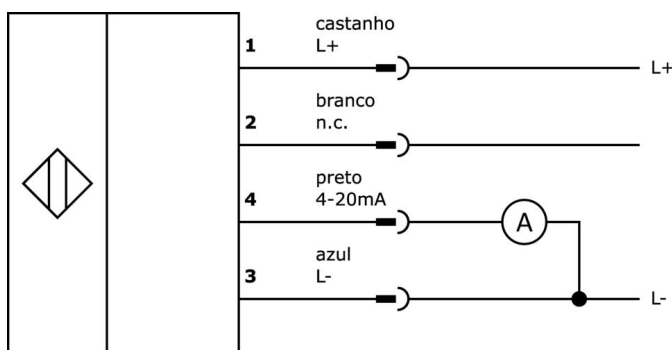 castanho
1 L+ L+
branco
2 n.c.
preto
4 4-20mA A
azul
3 L- L-